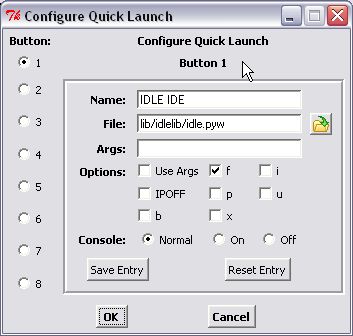 Configure Quick Launch
Button: Configure Quick Launch
1 Button 1
2
Name: IDLE IDE
3 File: lib/idlelib/idle.pyw
4 Args:
Options: Use Args f i
5 IPOFF p u
6 b x
7 Console: Normal On Off
8 Save Entry Reset Entry
OK Cancel